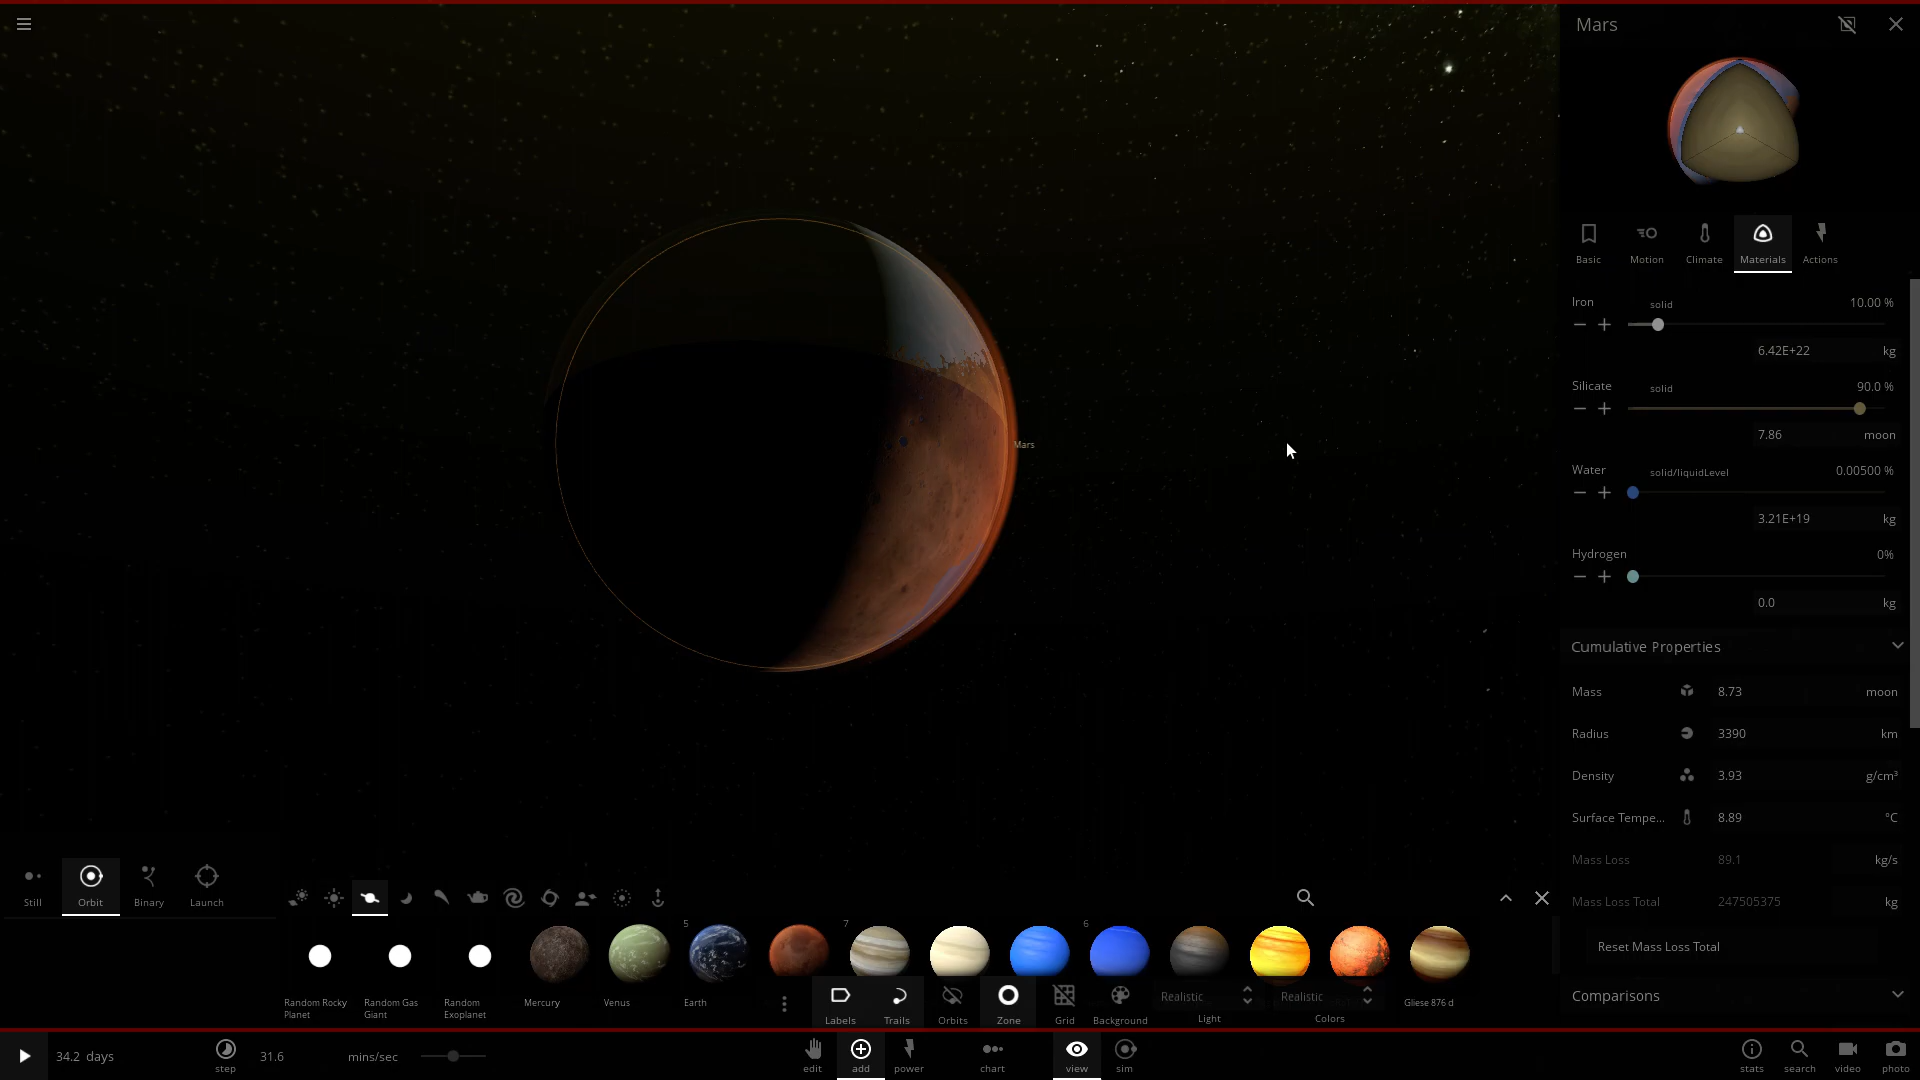 Mars
Basic
Motion
Climate
Materials
Actions
Iron
solid
10.00 %
6.42E+22
kg
Silicate
solid
90.0 %
7.86
moon
Water
solid/liquidLevel
0.00500 %
3.21E+19
kg
Hydrogen
0%
0.0
kg
Cumulative Properties
Mass
8.73
moon
Radius
3390
km
Density
3.93
g/cm³
Surface Tempe...
8.89
°C
Mass Loss
89.1
kg/s
Mass Loss Total
247505375
kg
Reset Mass Loss Total
Comparisons
Mars
Still
Orbit
Binary
Launch
5
7
6
Random Rocky
Planet
Random Gas
Giant
Random
Exoplanet
Mercury
Venus
Earth
Gliese 876 d
Labels
Trails
Orbits
Zone
Grid
Background
Realistic
Light
Realistic
Colors
34.2 days
step
31.6
mins/sec
edit
add
power
chart
view
sim
stats
search
video
photo